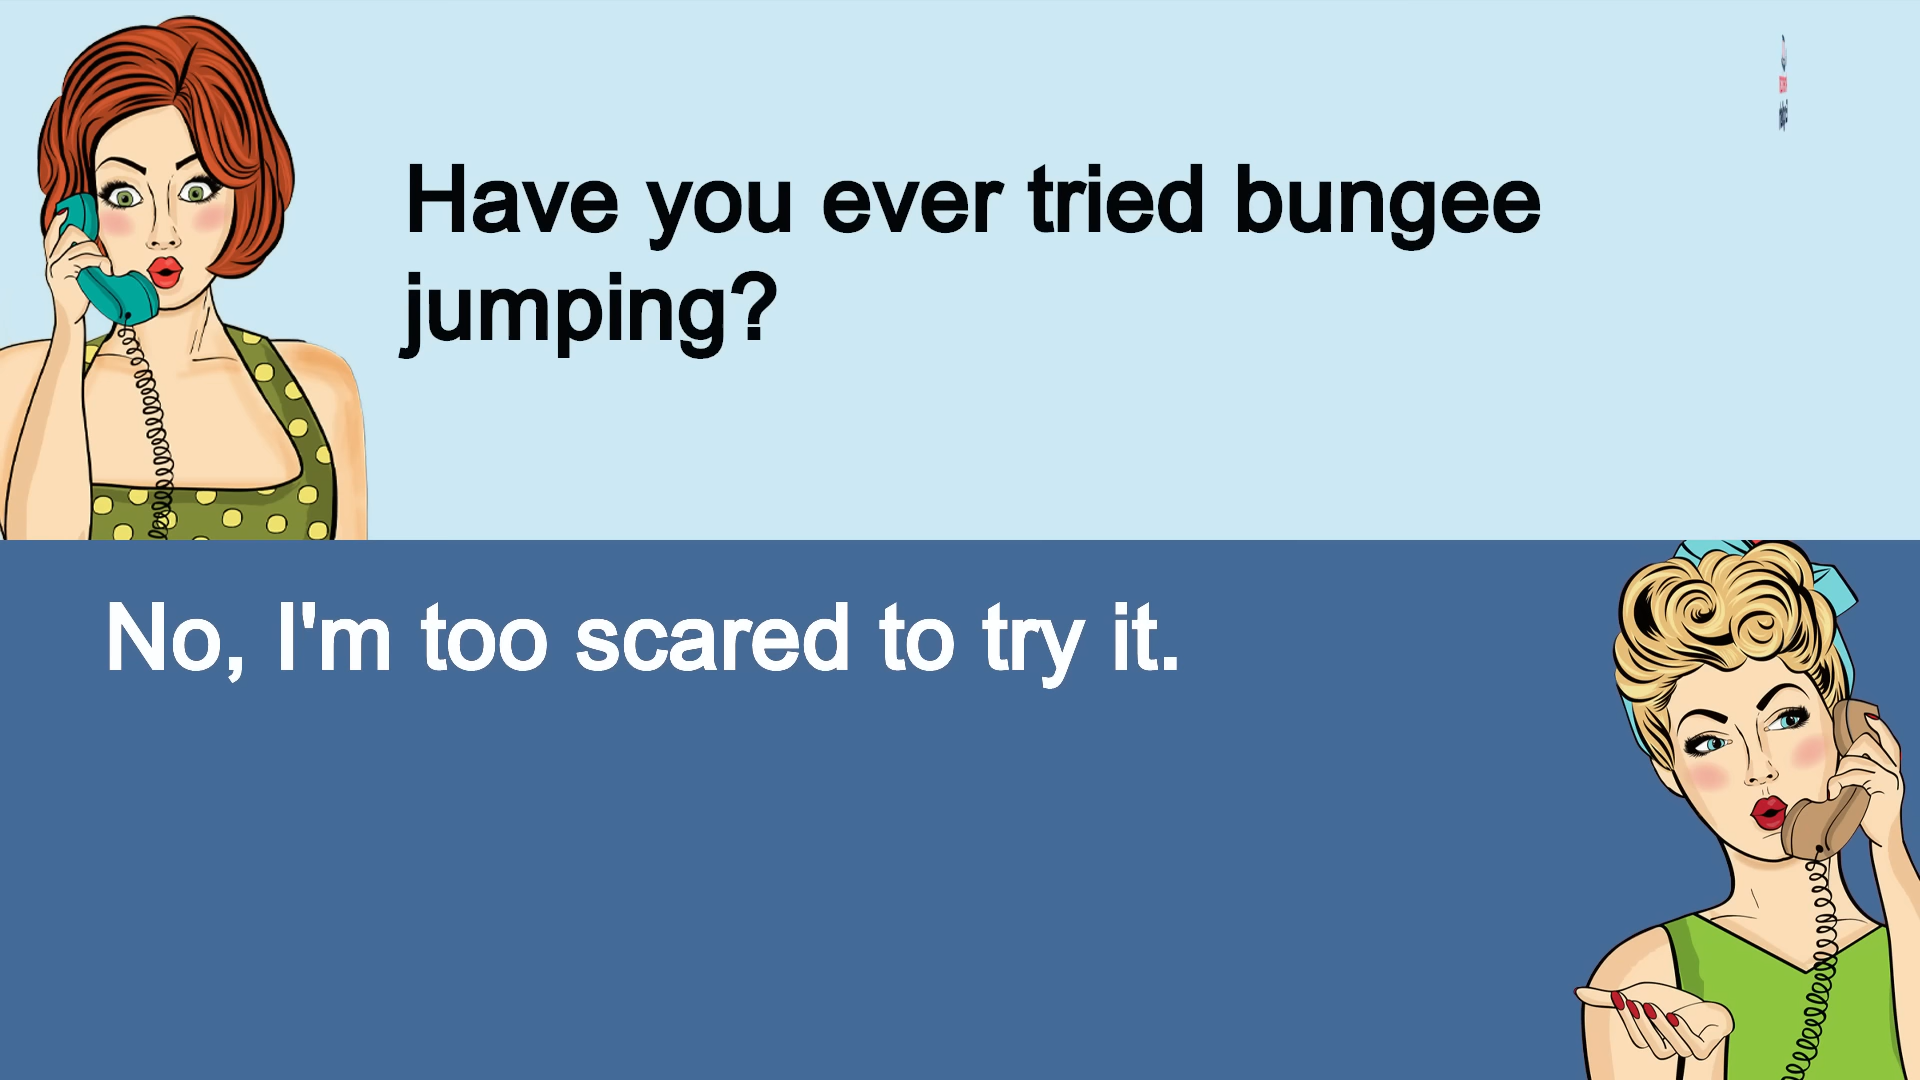 Have you ever tried bungee
jumping?
No, I'm too scared to try it.